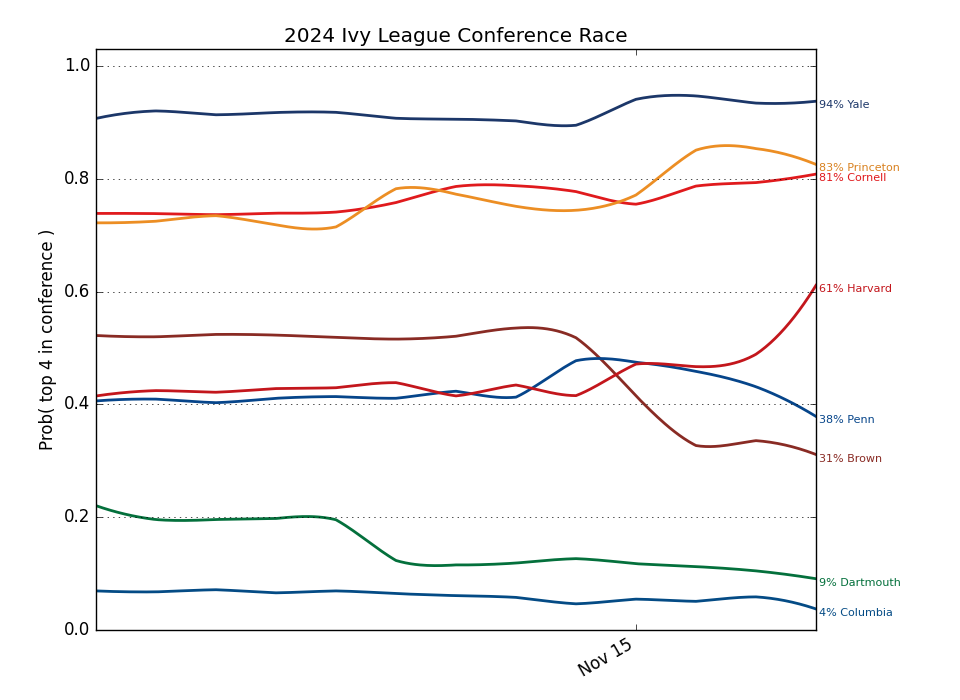 2024 Ivy League Conference Race
Prob( top 4 in conference )
1.0
0.8
0.6
0.4
0.2
0.0
94% Yale
83% Princeton
81% Cornell
61% Harvard
38% Penn
31% Brown
9% Dartmouth
4% Columbia
Nov 15